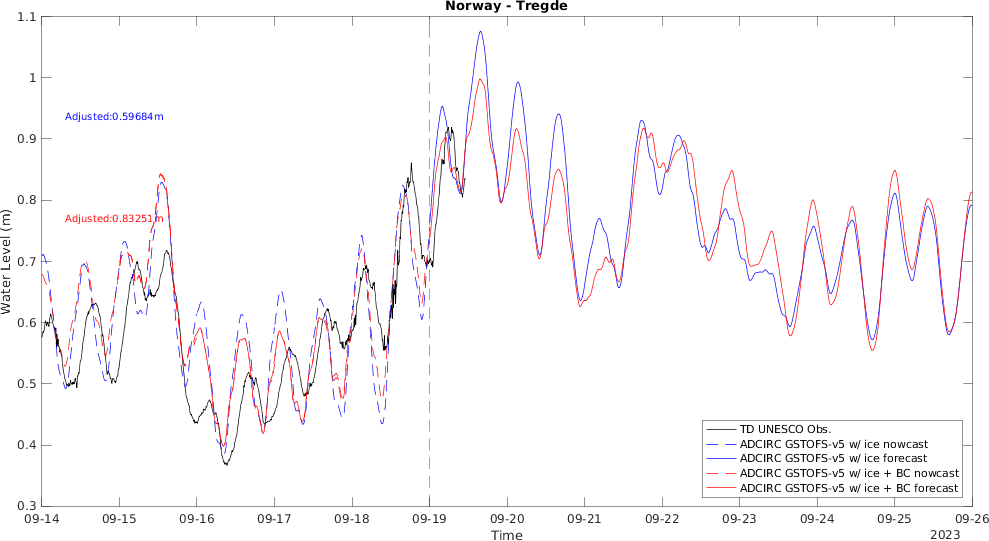 Norway - Tregde
1.1
1
0.9
0.8
0.7
0.6
0.5
0.4
0.3
Water Level (m)
Adjusted:0.59684m
Adjusted:0.83251m
TD UNESCO Obs.
ADCIRC GSTOFS-v5 w/ ice nowcast
ADCIRC GSTOFS-v5 w/ ice forecast
ADCIRC GSTOFS-v5 w/ ice + BC nowcast
ADCIRC GSTOFS-v5 w/ ice + BC forecast
09-14 09-15 09-16 09-17 09-18 09-19 09-20 09-21 09-22 09-23 09-24 09-25 09-26
Time
2023